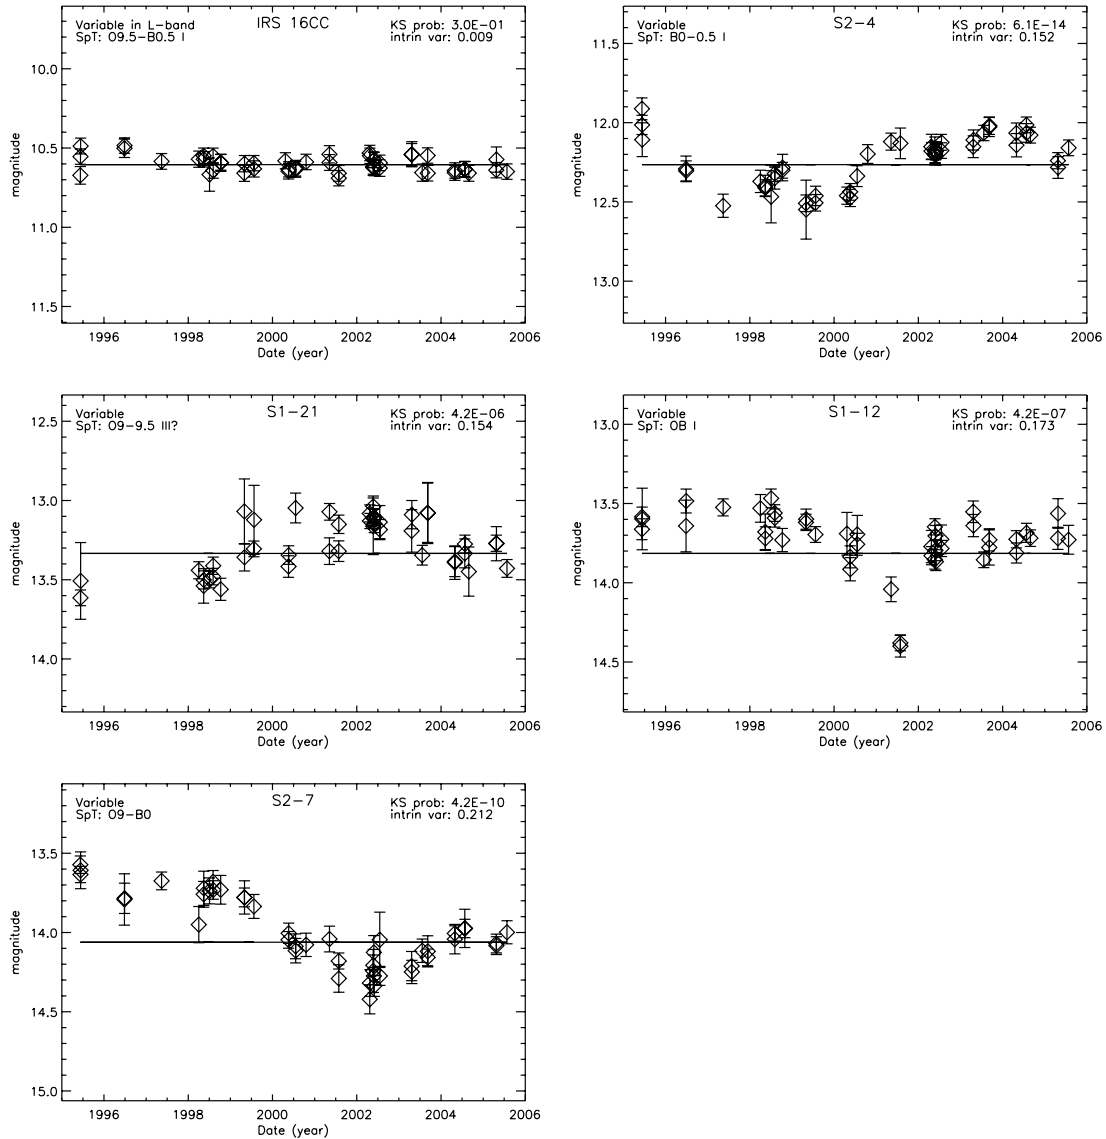 IRS 16CC
Variable in L-band
SpT: O9.5-B0.5 I
KS prob: 3.0E-01
intrin var: 0.009
magnitude
10.0
10.5
11.0
11.5
1996 1998 2000 2002 2004 2006
Date (year)
S2-4
Variable
SpT: B0-0.5 I
KS prob: 6.1E-14
intrin var: 0.152
magnitude
11.5
12.0
12.5
13.0
1996 1998 2000 2002 2004 2006
Date (year)
S1-21
Variable
SpT: O9-9.5 III?
KS prob: 4.2E-06
intrin var: 0.154
magnitude
12.5
13.0
13.5
14.0
1996 1998 2000 2002 2004 2006
Date (year)
S1-12
Variable
SpT: OB I
KS prob: 4.2E-07
intrin var: 0.173
magnitude
13.0
13.5
14.0
14.5
1996 1998 2000 2002 2004 2006
Date (year)
S2-7
Variable
SpT: O9-B0
KS prob: 4.2E-10
intrin var: 0.212
magnitude
13.5
14.0
14.5
15.0
1996 1998 2000 2002 2004 2006
Date (year)